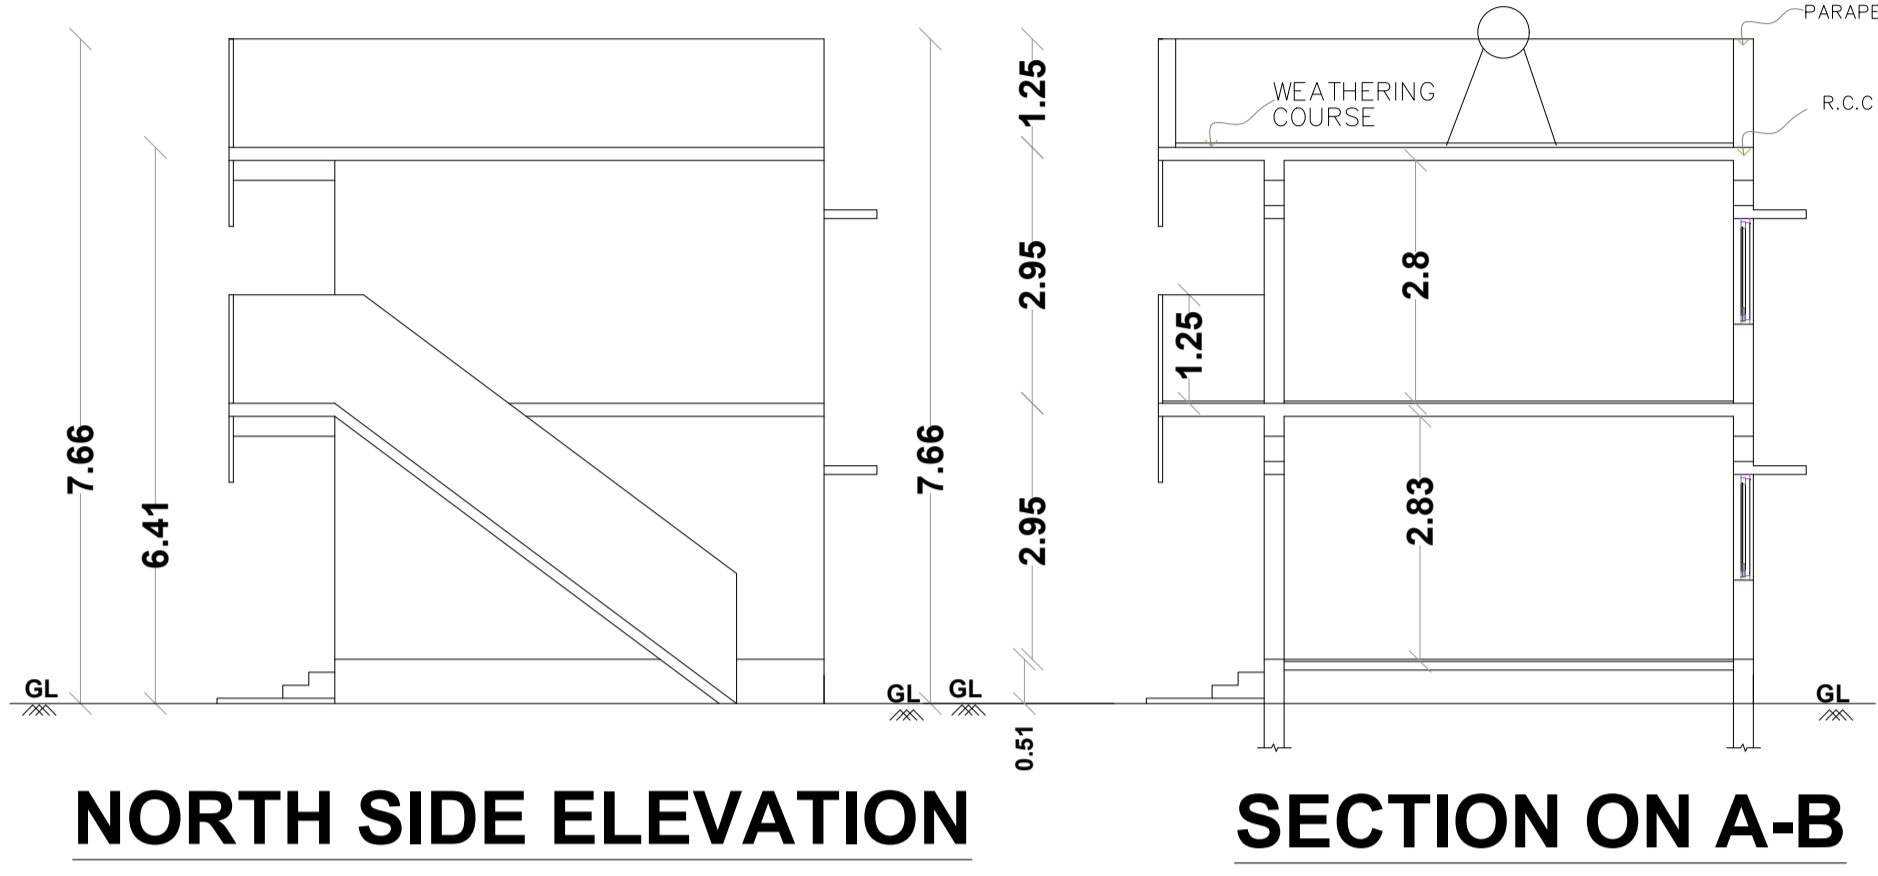 PARAPE
1.25
WEATHERING
COURSE
R.C.C
2.95
2.8
1.25
7.66
6.41
7.66
2.95
2.83
GL
GL
GL
GL
0.51
NORTH SIDE ELEVATION
SECTION ON A-B